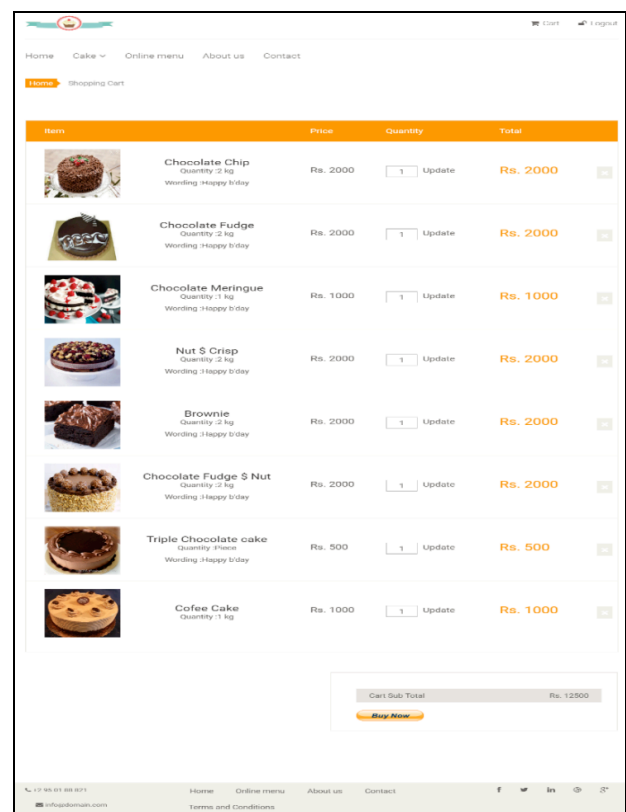 Cart Logout
Home Cake Online menu About us Contact
Home Shopping Cart
Item Price Quantity Total
Chocolate Chip
Quantity :2 kg
Wording :Happy b'day
Rs. 2000 1 Update Rs. 2000
Chocolate Fudge
Quantity :2 kg
Wording :Happy b'day
Rs. 2000 1 Update Rs. 2000
Chocolate Meringue
Quantity :1 kg
Wording :Happy b'day
Rs. 1000 1 Update Rs. 1000
Nut $ Crisp
Quantity :2 kg
Wording :Happy b'day
Rs. 2000 1 Update Rs. 2000
Brownie
Quantity :2 kg
Wording :Happy b'day
Rs. 2000 1 Update Rs. 2000
Chocolate Fudge $ Nut
Quantity :2 kg
Wording :Happy b'day
Rs. 2000 1 Update Rs. 2000
Triple Chocolate cake
Quantity :Piece
Wording :Happy b'day
Rs. 500 1 Update Rs. 500
Cofee Cake
Quantity :1 kg
Rs. 1000 1 Update Rs. 1000
Cart Sub Total Rs. 12500
Buy Now
Home Online menu About us Contact
info@domain.com
Terms and Conditions